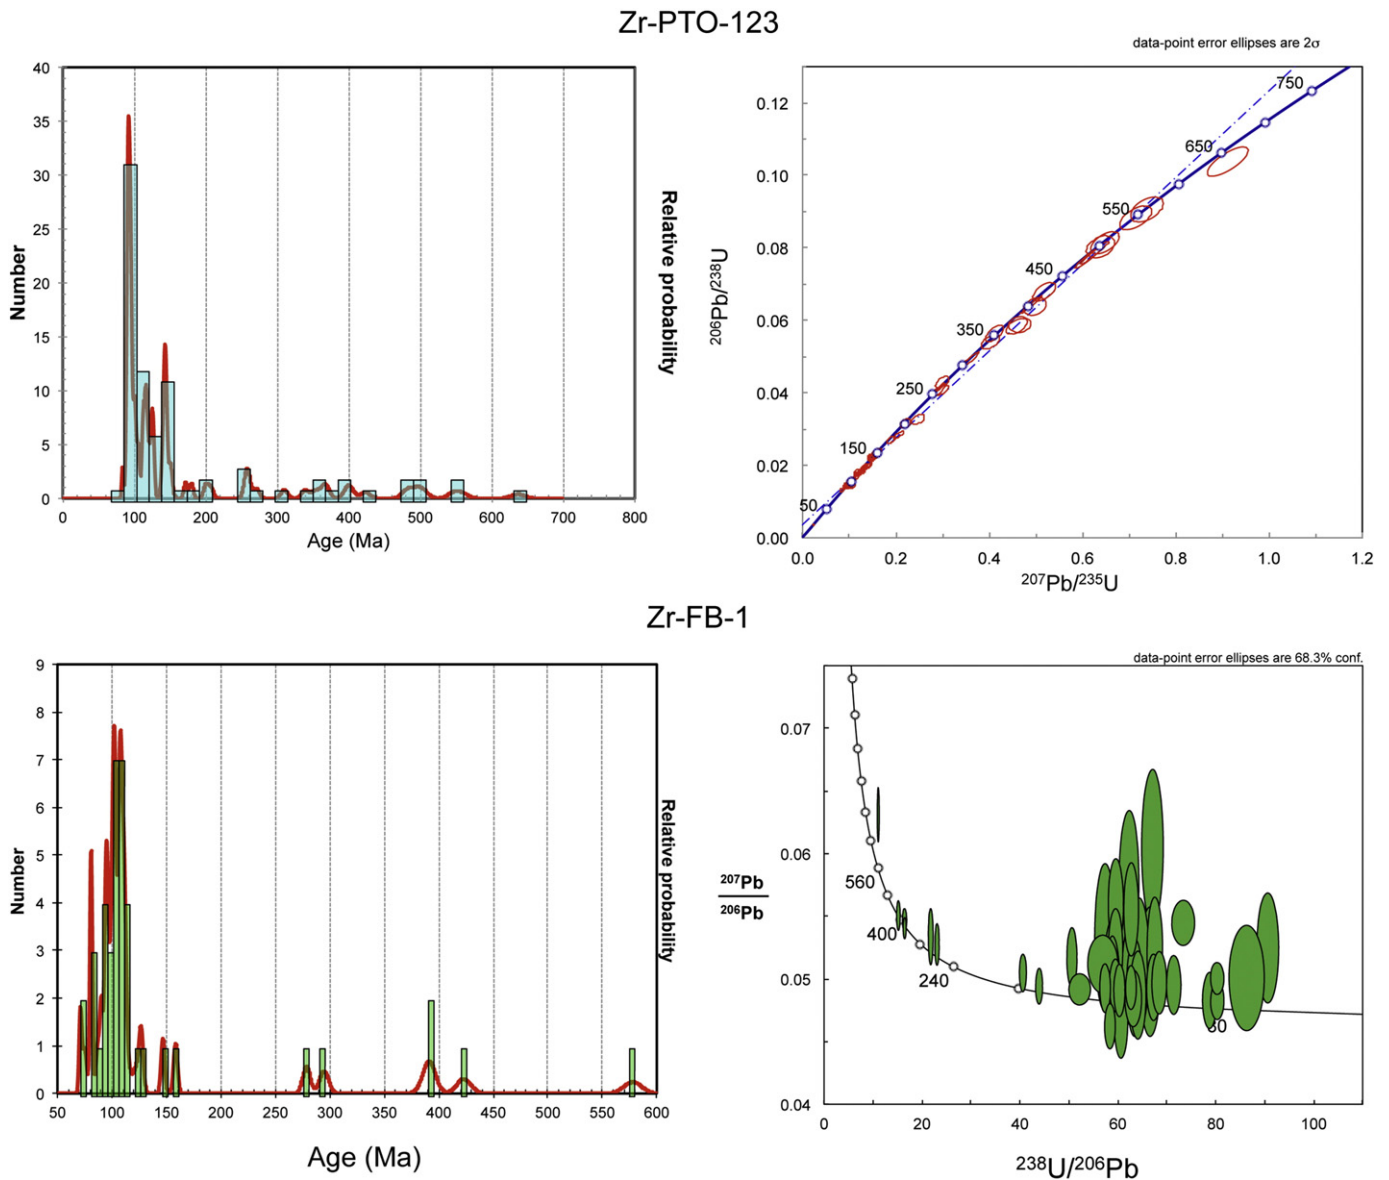 Zr-PTO-123
data-point error ellipses are 2σ
40
35
30
25
20
15
10
5
0
Number
Relative probability
0 100 200 300 400 500 600 700 800
Age (Ma)
0.12
0.10
0.08
0.06
0.04
0.02
0.00
²⁰⁶Pb/²³⁸U
750
650
550
450
350
250
150
50
0.0 0.2 0.4 0.6 0.8 1.0 1.2
²⁰⁷Pb/²³⁵U
Zr-FB-1
data-point error ellipses are 68.3% conf.
9
8
7
6
5
4
3
2
1
0
Number
Relative probability
50 100 150 200 250 300 350 400 450 500 550 600
Age (Ma)
0.07
0.06
0.05
0.04
²⁰⁷Pb
²⁰⁶Pb
560
400
240
0 20 40 60 80 100
²³⁸U/²⁰⁶Pb